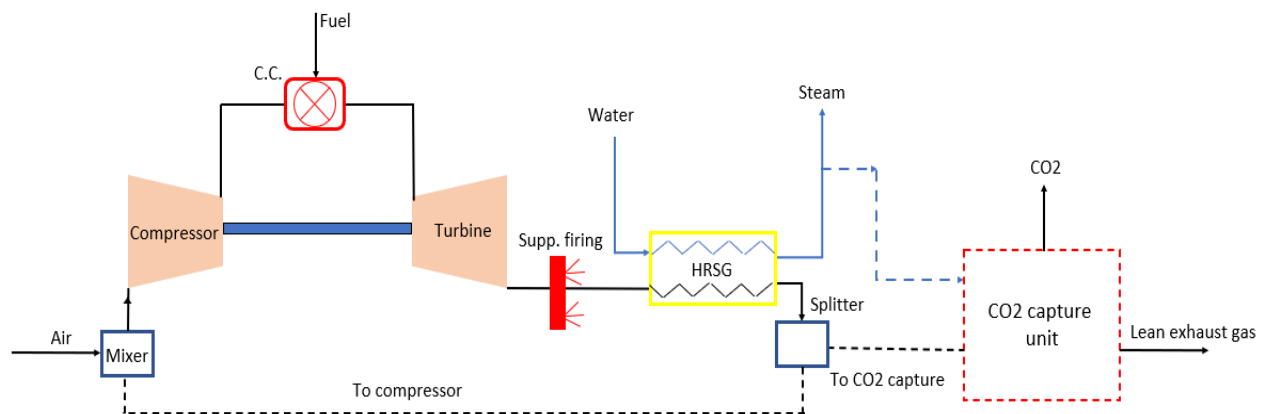 Fuel
C.C.
Steam
Water
CO2
Compressor
Turbine
Supp. firing
HRSG
Splitter
CO2 capture
unit
Air
Mixer
Lean exhaust gas
To compressor
To CO2 capture